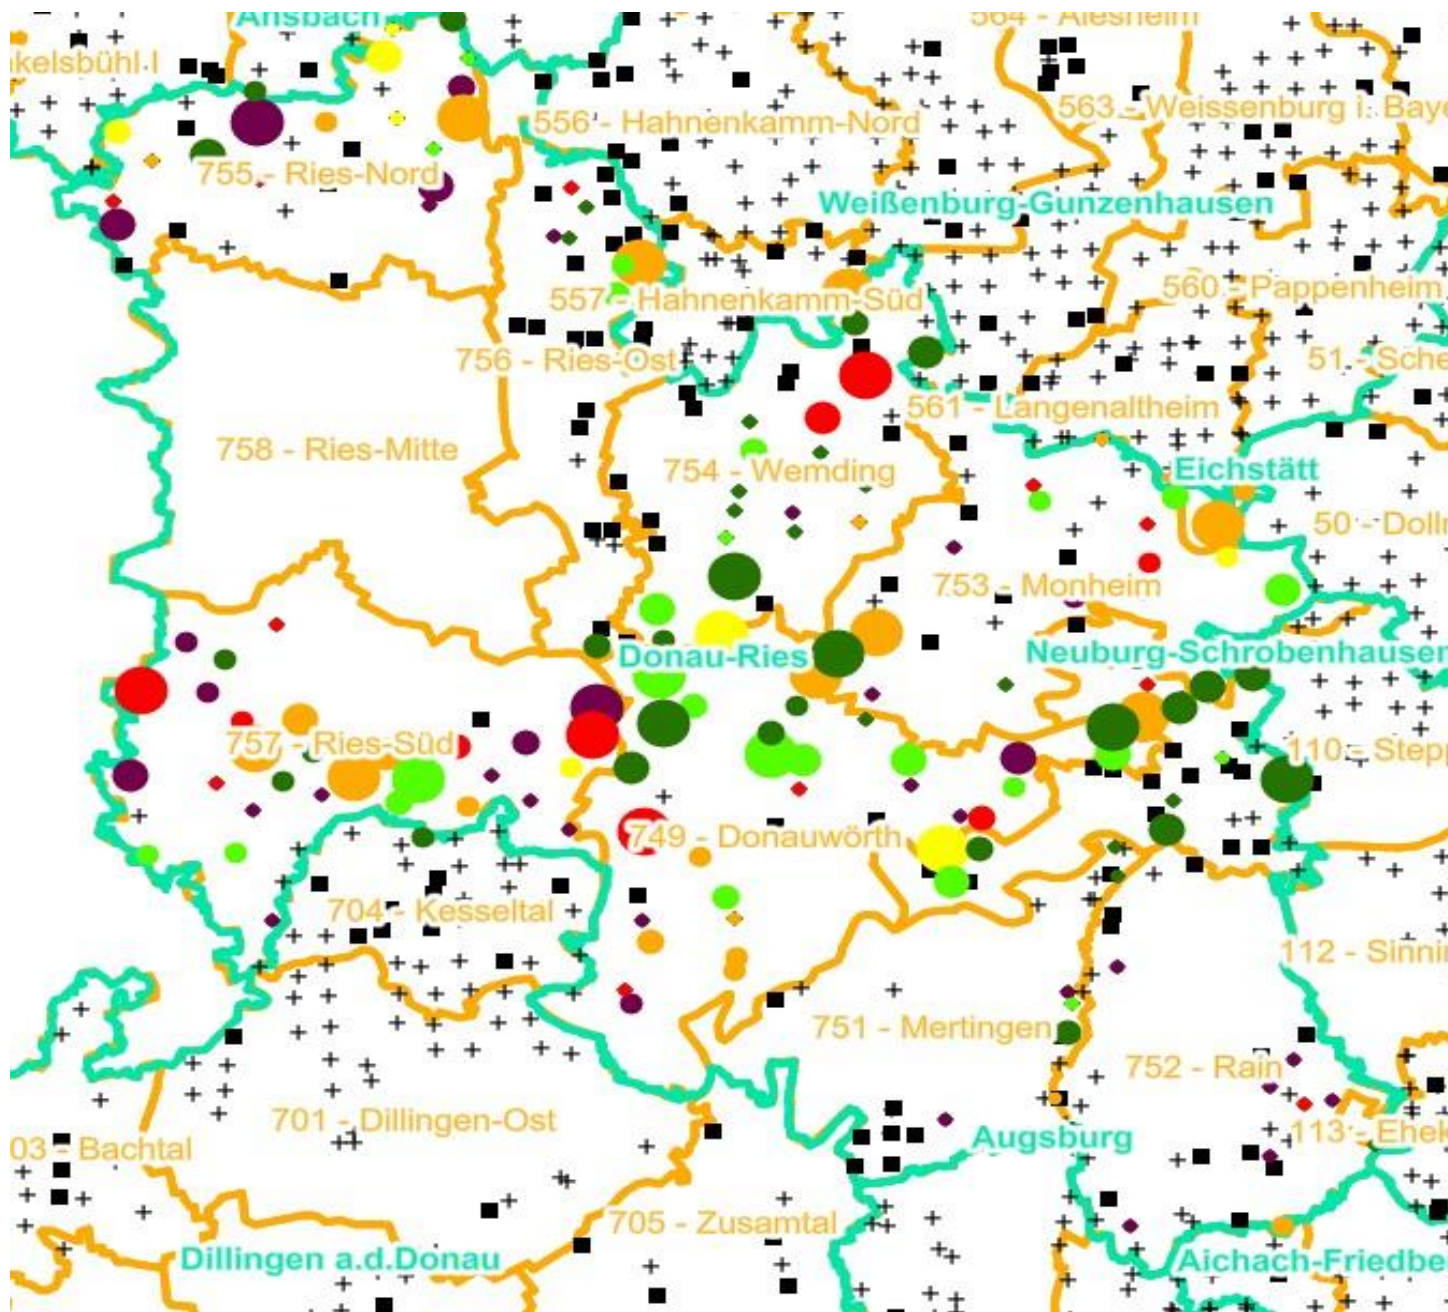 Ansbach
564 - Alesheim
nkelsbühl I
556 - Hahnenkamm-Nord
563 - Weissenburg i. Baye
755 - Ries-Nord
Weißenburg-Gunzenhausen
557 - Hahnenkamm-Süd
560 - Pappenheim
756 - Ries-Ost
51 - Sche
561 - Langenaltheim
758 - Ries-Mitte
754 - Wemding
Eichstätt
50 - Dolln
753 - Monheim
Donau-Ries
Neuburg-Schrobenhausen
757 - Ries-Süd
110 - Stepp
749 - Donauwörth
704 - Kesseltal
112 - Sinnin
751 - Mertingen
752 - Rain
701 - Dillingen-Ost
03 - Bachtal
Augsburg
113 - Ehek
705 - Zusamtal
Dillingen a.d.Donau
Aichach-Friedbe